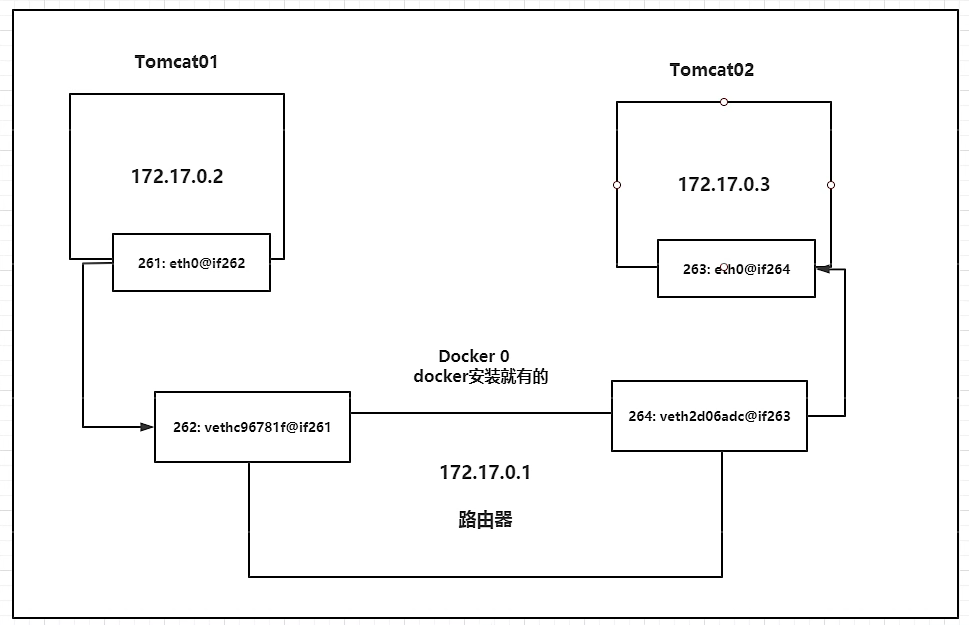 Tomcat01
Tomcat02
172.17.0.2
172.17.0.3
261: eth0@if262
263: eth0@if264
Docker 0
docker安装就有的
262: vethc96781f@if261
264: veth2d06adc@if263
172.17.0.1
路由器